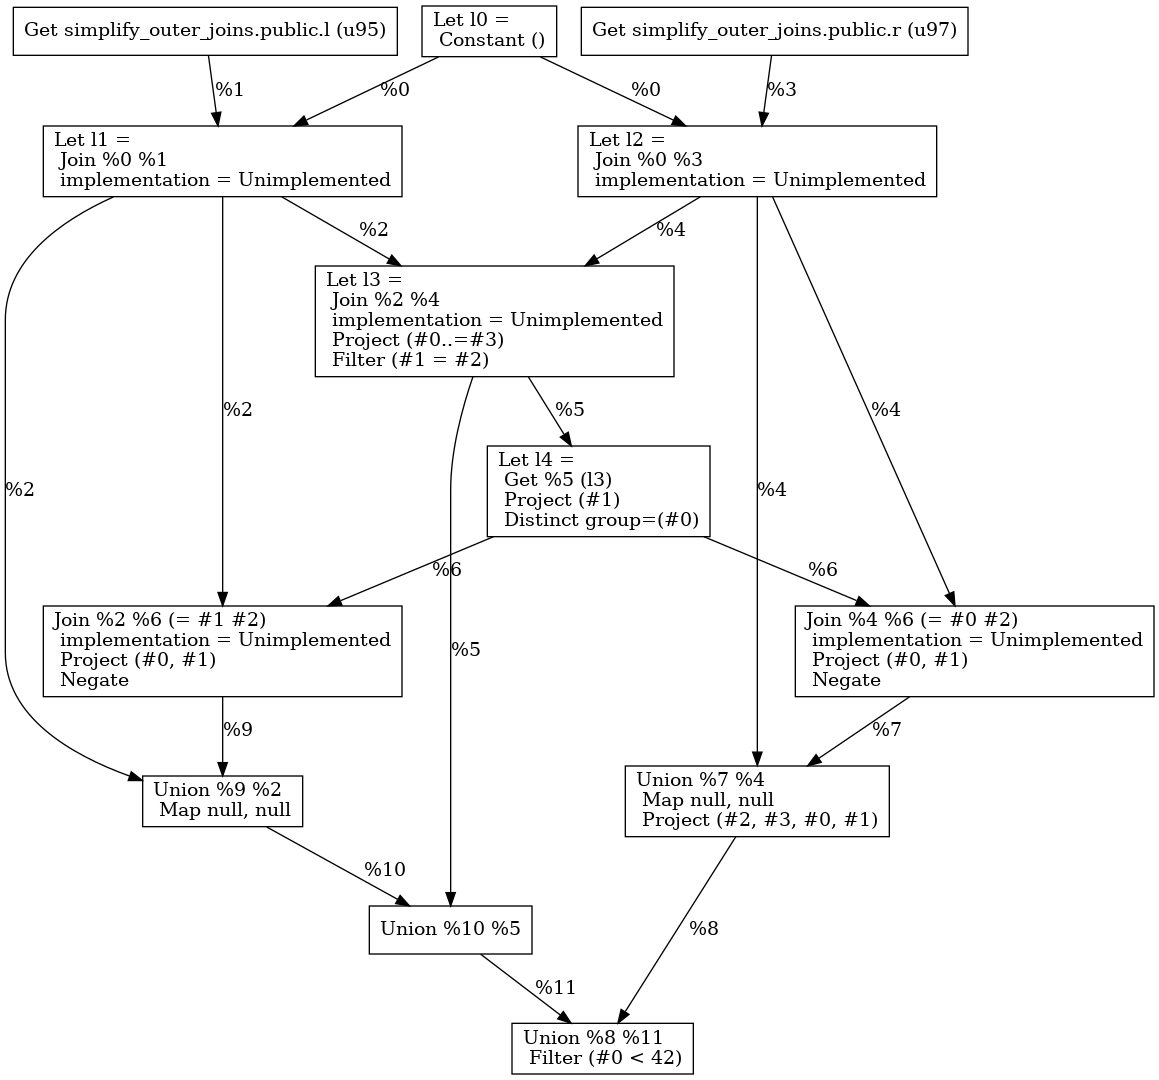 Get simplify_outer_joins.public.l (u95)
Let l0 =
Constant ()
Get simplify_outer_joins.public.r (u97)
%1
%0
%0
%3
Let l1 =
Join %0 %1
implementation = Unimplemented
Let l2 =
Join %0 %3
implementation = Unimplemented
%2
%4
Let l3 =
Join %2 %4
implementation = Unimplemented
Project (#0..=#3)
Filter (#1 = #2)
%2
%5
%4
Let l4 =
Get %5 (l3)
Project (#1)
Distinct group=(#0)
%2
%4
%6
%6
Join %2 %6 (= #1 #2)
implementation = Unimplemented
Project (#0, #1)
Negate
%5
Join %4 %6 (= #0 #2)
implementation = Unimplemented
Project (#0, #1)
Negate
%9
%7
Union %9 %2
Map null, null
Union %7 %4
Map null, null
Project (#2, #3, #0, #1)
%10
Union %10 %5
%8
%11
Union %8 %11
Filter (#0 < 42)